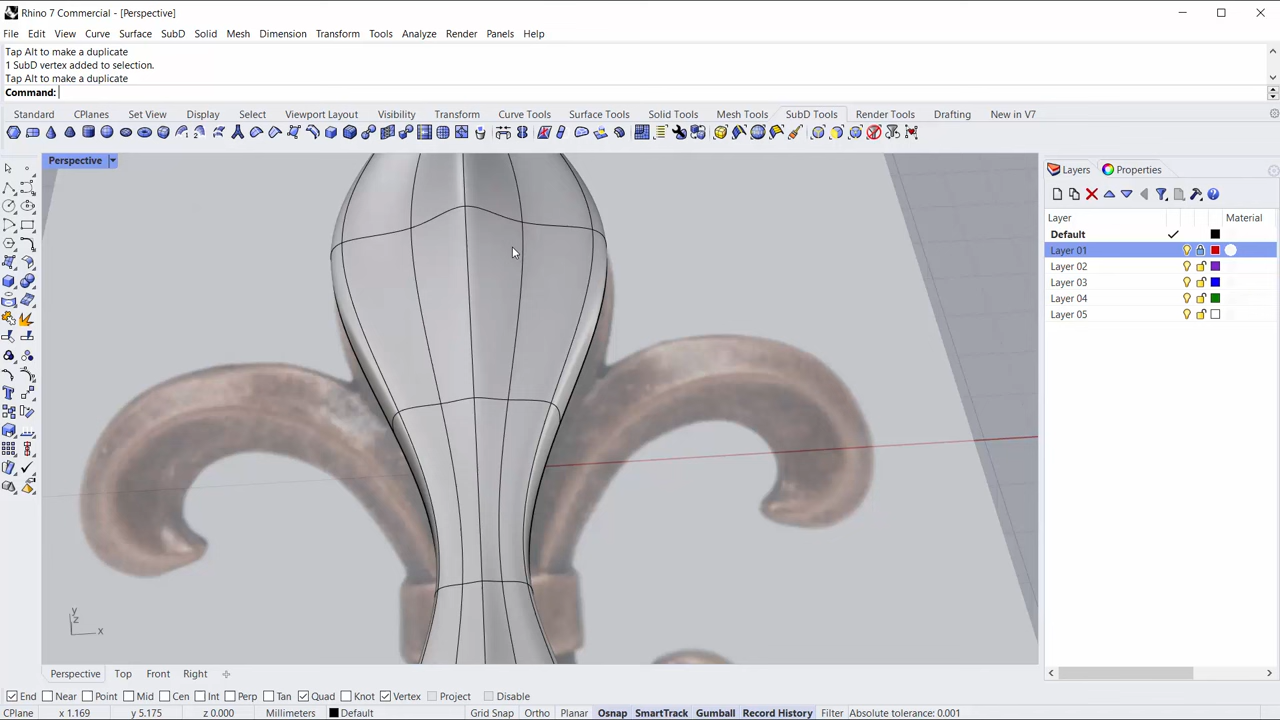 Rhino 7 Commercial - [Perspective]
File Edit View Curve Surface SubD Solid Mesh Dimension Transform Tools Analyze Render Panels Help
Tap Alt to make a duplicate
1 SubD vertex added to selection.
Tap Alt to make a duplicate
Command:
Standard CPlanes Set View Display Select Viewport Layout Visibility Transform Curve Tools Surface Tools Solid Tools Mesh Tools SubD Tools Render Tools Drafting New in V7
Perspective
Layers Properties
Layer Material
Default
Layer 01
Layer 02
Layer 03
Layer 04
Layer 05
y
z
x
Perspective Top Front Right
End Near Point Mid Cen Int Perp Tan Quad Knot Vertex Project Disable
CPlane x 1.169 y 5.175 z 0.000 Millimeters Default Grid Snap Ortho Planar Osnap SmartTrack Gumball Record History Filter Absolute tolerance: 0.001